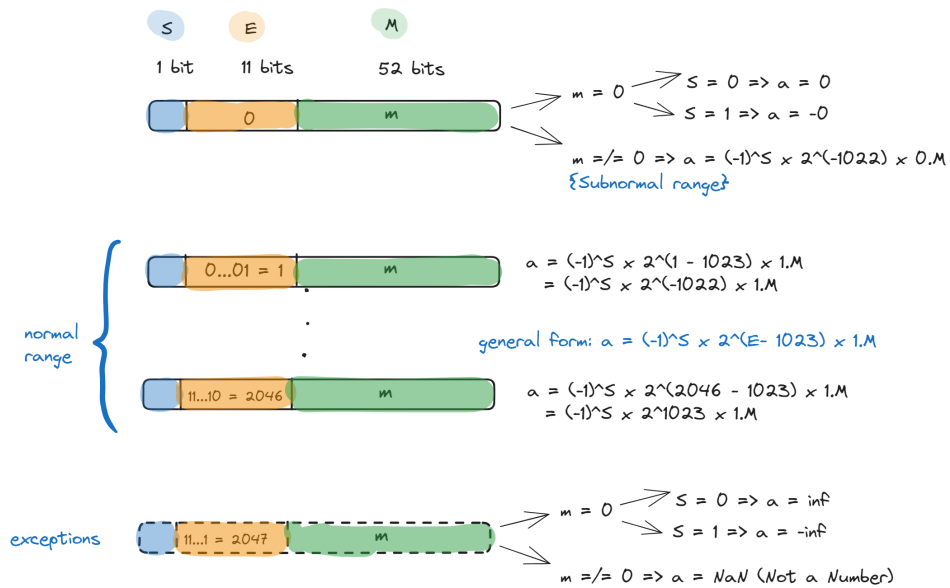 S E M
1 bit 11 bits 52 bits
0 m
m = 0
S = 0 => a = 0
S = 1 => a = -0
m =/= 0 => a = (-1)^S x 2^(-1022) x 0.M
{Subnormal range}
normal
range
0...01 = 1 m
a = (-1)^S x 2^(1 - 1023) x 1.M
= (-1)^S x 2^(-1022) x 1.M
general form: a = (-1)^S x 2^(E- 1023) x 1.M
11...10 = 2046 m
a = (-1)^S x 2^(2046 - 1023) x 1.M
= (-1)^S x 2^1023 x 1.M
exceptions
11...1 = 2047 m
m = 0
S = 0 => a = inf
S = 1 => a = -inf
m =/= 0 => a = NaN (Not a Number)